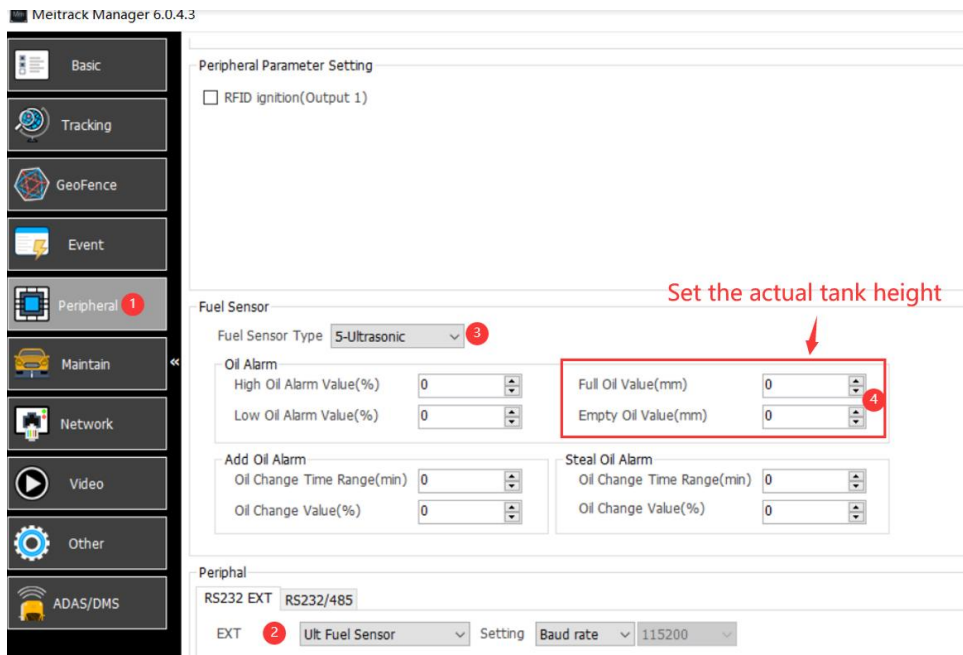 Meitrack Manager 6.0.4.3
Basic
Tracking
GeoFence
Event
Peripheral 1
Maintain «
Network
Video
Other
ADAS/DMS
Peripheral Parameter Setting
RFID ignition(Output 1)
Set the actual tank height
Fuel Sensor
Fuel Sensor Type 5-Ultrasonic 3
Oil Alarm
High Oil Alarm Value(%) 0 Full Oil Value(mm) 0
4
Low Oil Alarm Value(%) 0 Empty Oil Value(mm) 0
Add Oil Alarm Steal Oil Alarm
Oil Change Time Range(min) 0 Oil Change Time Range(min) 0
Oil Change Value(%) 0 Oil Change Value(%) 0
Periphal
RS232 EXT RS232/485
EXT 2 Ult Fuel Sensor Setting Baud rate 115200